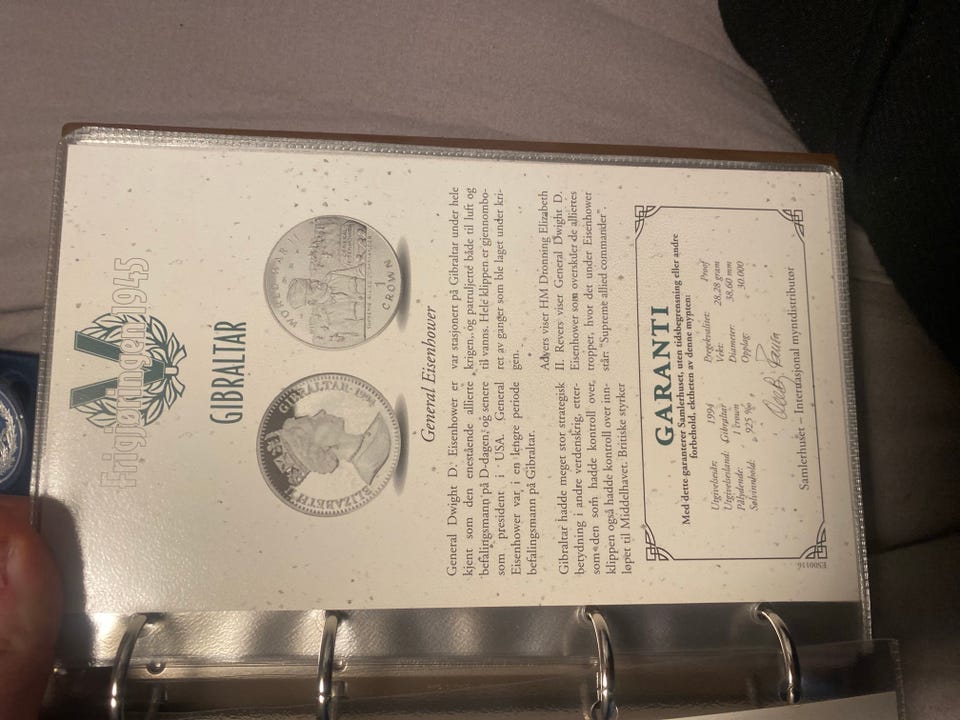 Frigjøringen 1945
GIBRALTAR
ELIZABETH II
GIBRALTAR
WORLD WAR II
1
CROWN
General Eisenhower
General Dwight D. Eisenhower er
kjent som den enestående allierte
befalingsmann på D-dagen, og senere
som president i USA. General
Eisenhower var i en lengre periode
befalingsmann på Gibraltar.
Gibraltar hadde meget stor strategisk
betydning i andre verdenskrig, etter-
som den som hadde kontroll over
klippen også hadde kontroll over inn-
løpet til Middelhavet. Britiske styrker
var stasjonert på Gibraltar under hele
krigen, og patruljerte både til luft og
til vanns. Hele klippen er gjennombo-
ret av ganger som ble laget under kri-
gen.
Advers viser HM Dronning Elizabeth
II. Revers viser General Dwight D.
Eisenhower som overskuer de alliertes
tropper, hvor det under Eisenhower
står: "Supreme allied commander".
GARANTI
Med dette garanterer Samlerhuset, uten tidsbegrensning eller andre
forbehold, ektheten av denne mynten:
Utgivelsesår: 1994 Pregekvalitet: Proof
Utgivelsesland: Gibraltar Vekt: 28,28 gram
Pålydende: 1 crown Diameter: 38,60 mm
Sølvinnhold: 925 ‰ Opplag: 30.000
Samlerhuset – Internasjonal myntdistributør
ES00116